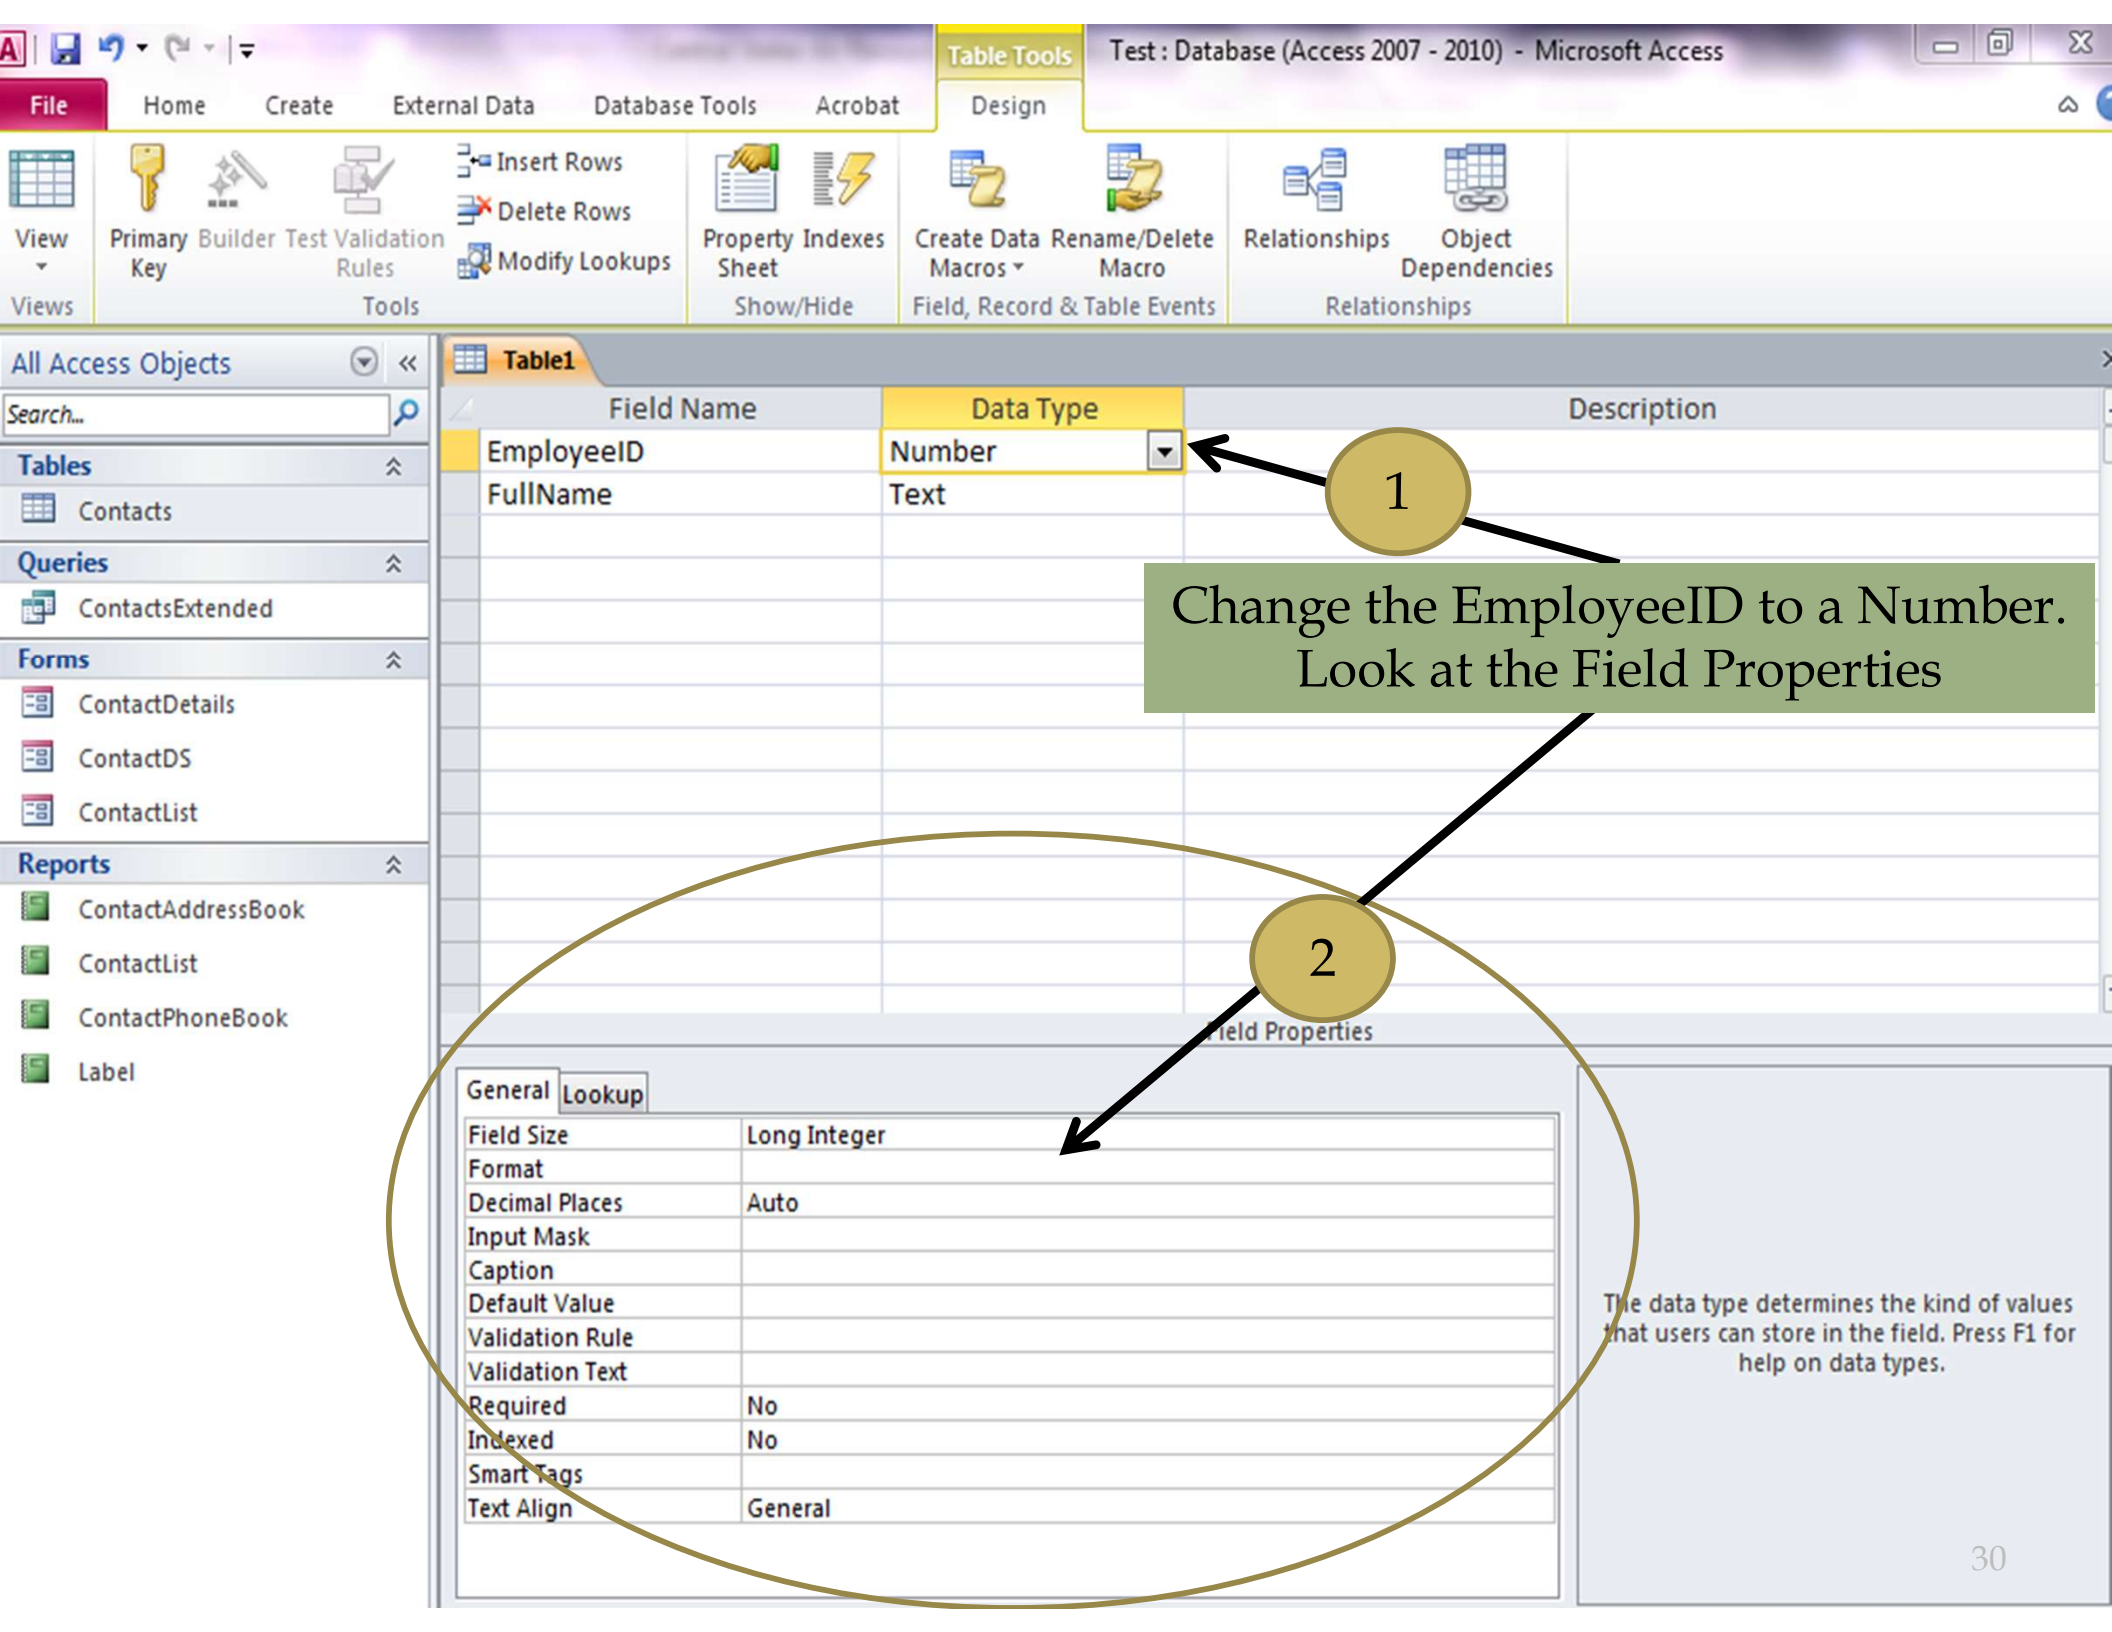 A
Table Tools
Test : Database (Access 2007 - 2010) - Microsoft Access
File Home Create External Data Database Tools Acrobat Design
Insert Rows
Delete Rows
Modify Lookups
View
Primary Key
Builder
Test Validation Rules
Property Sheet
Indexes
Create Data Macros
Rename/Delete Macro
Relationships
Object Dependencies
Views
Tools
Show/Hide
Field, Record & Table Events
Relationships
All Access Objects
Search...
Tables
Contacts
Queries
ContactsExtended
Forms
ContactDetails
ContactDS
ContactList
Reports
ContactAddressBook
ContactList
ContactPhoneBook
Label
Table1
Field Name Data Type Description
EmployeeID Number
FullName Text
1
Change the EmployeeID to a Number.
Look at the Field Properties
2
Field Properties
General Lookup
Field Size Long Integer
Format
Decimal Places Auto
Input Mask
Caption
Default Value
Validation Rule
Validation Text
Required No
Indexed No
Smart Tags
Text Align General
The data type determines the kind of values
that users can store in the field. Press F1 for
help on data types.
30